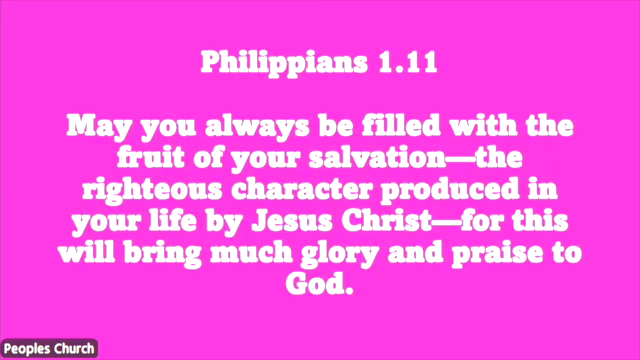 Philippians 1.11
May you always be filled with the
fruit of your salvation—the
righteous character produced in
your life by Jesus Christ—for this
will bring much glory and praise to
God.
Peoples Church